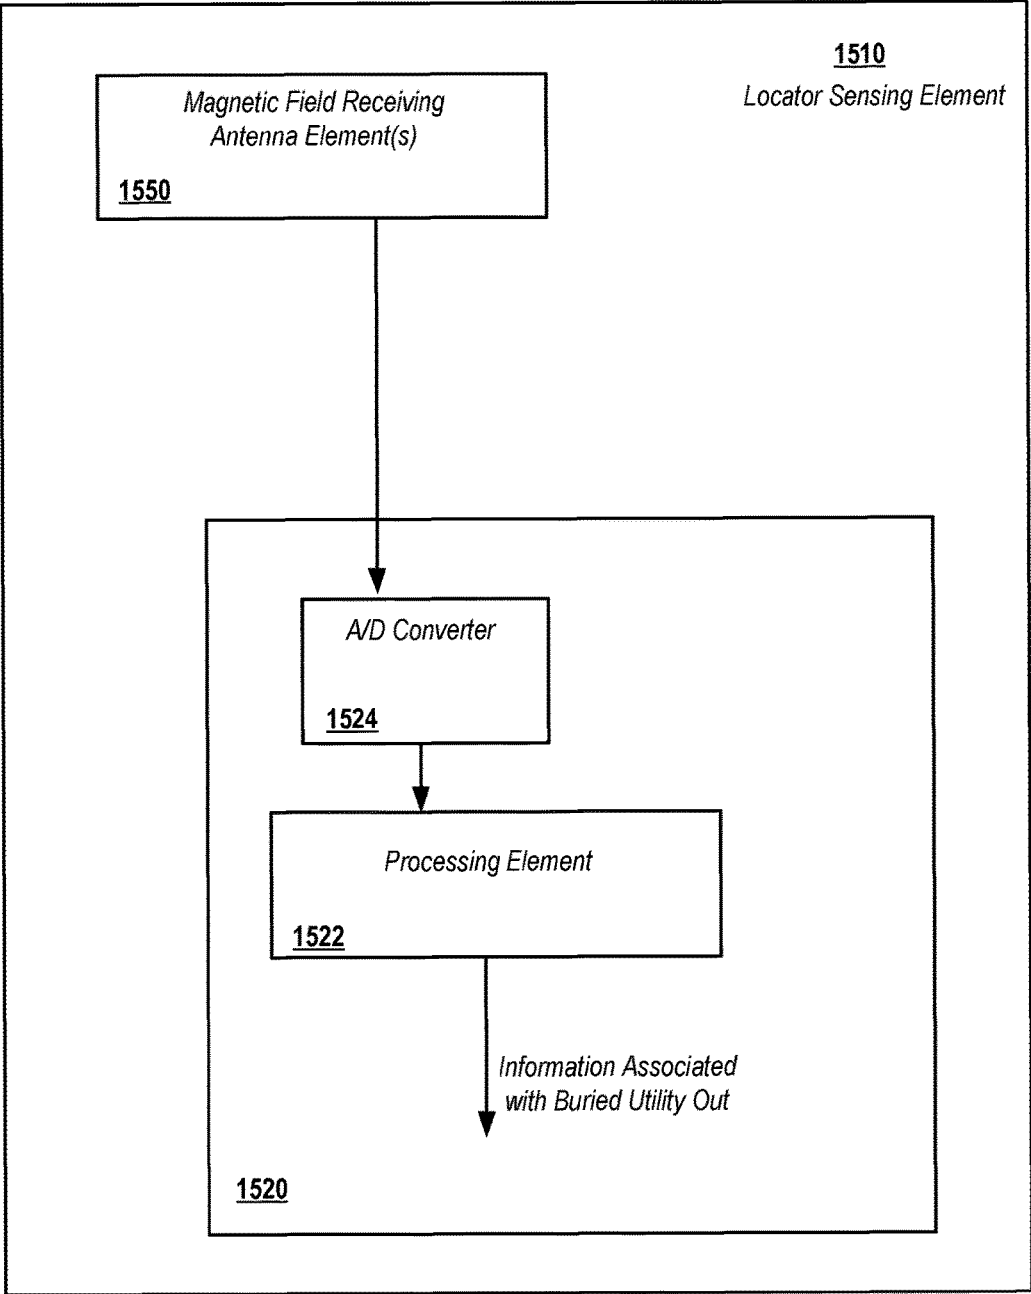 1510
Locator Sensing Element
Magnetic Field Receiving
Antenna Element(s)
1550
A/D Converter
1524
Processing Element
1522
Information Associated
with Buried Utility Out
1520